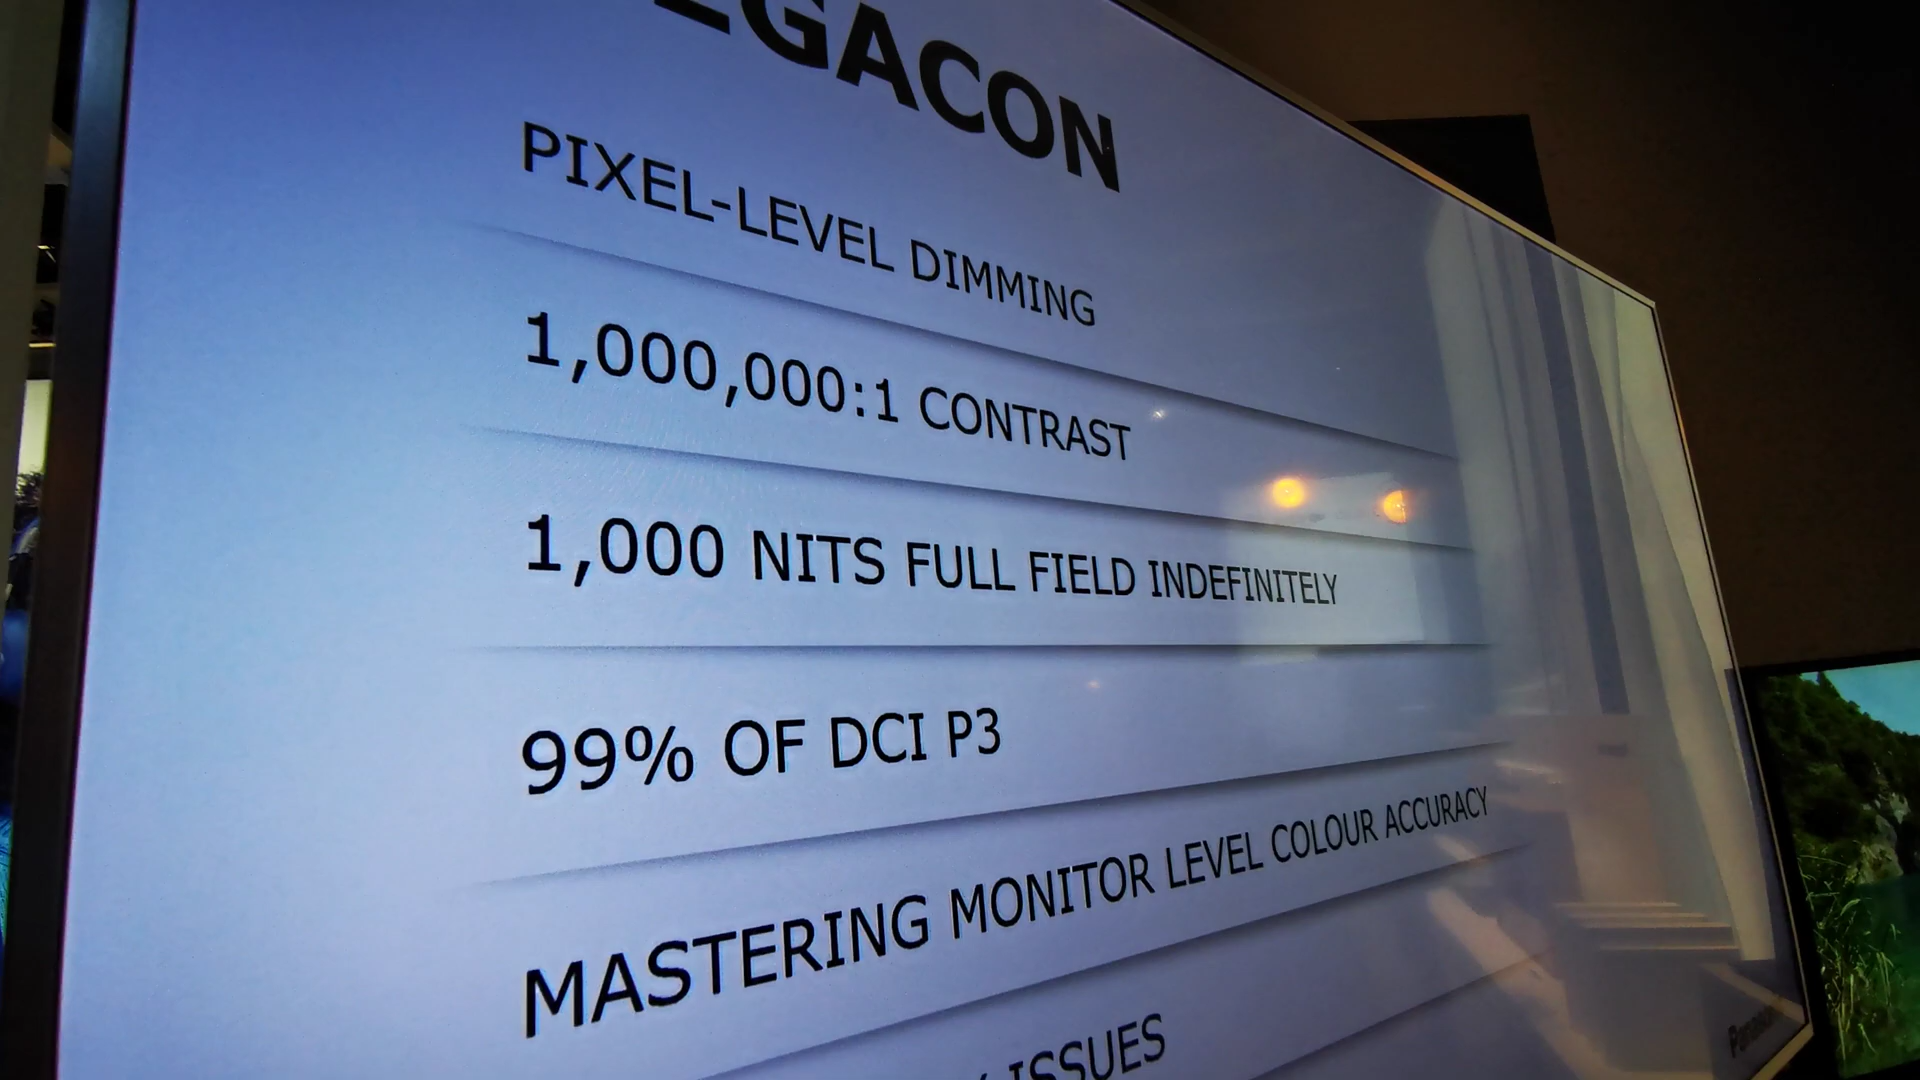 EGACON
PIXEL-LEVEL DIMMING
1,000,000:1 CONTRAST
1,000 NITS FULL FIELD INDEFINITELY
99% OF DCI P3
MASTERING MONITOR LEVEL COLOUR ACCURACY
ISSUES
Panasonic